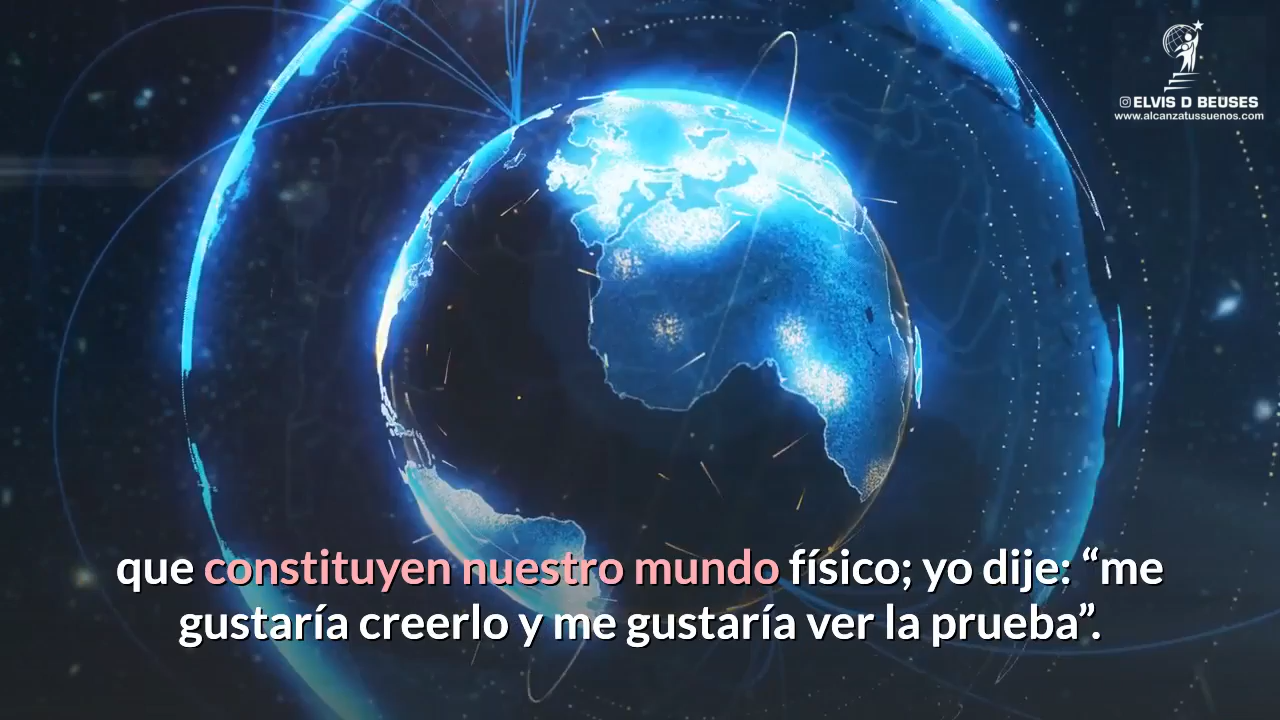 ELVIS D BEUSES
www.alcanzatussuenos.com
que constituyen nuestro mundo físico; yo dije: “me
gustaría creerlo y me gustaría ver la prueba”.